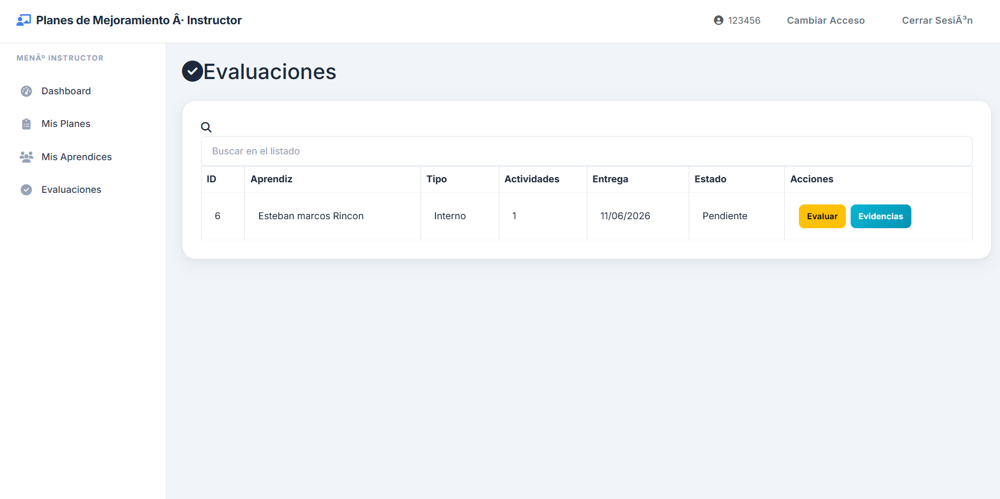 Planes de Mejoramiento Â· Instructor
123456
Cambiar Acceso
Cerrar SesiÃ³n
MENÃº INSTRUCTOR
Dashboard
Mis Planes
Mis Aprendices
Evaluaciones
Evaluaciones
Buscar en el listado
ID Aprendiz Tipo Actividades Entrega Estado Acciones
6 Esteban marcos Rincon Interno 1 11/06/2026 Pendiente Evaluar Evidencias